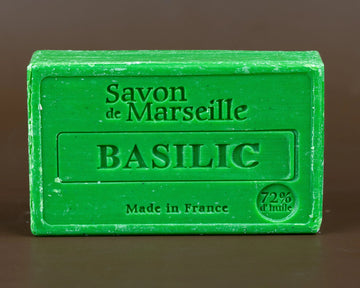 Savon
de Marseille
BASILIC
72%
d'huile
Made in France